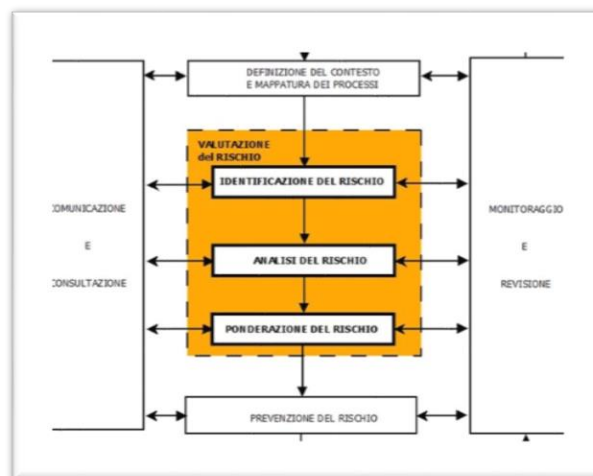 DEFINIZIONE DEL CONTESTO
E MAPPATURA DEI PROCESSI
VALUTAZIONE
del RISCHIO
IDENTIFICAZIONE DEL RISCHIO
ANALISI DEL RISCHIO
PONDERAZIONE DEL RISCHIO
PREVENZIONE DEL RISCHIO
OMUNICAZIONE
E
ONSULTAZIONE
MONITORAGGIO
E
REVISIONE